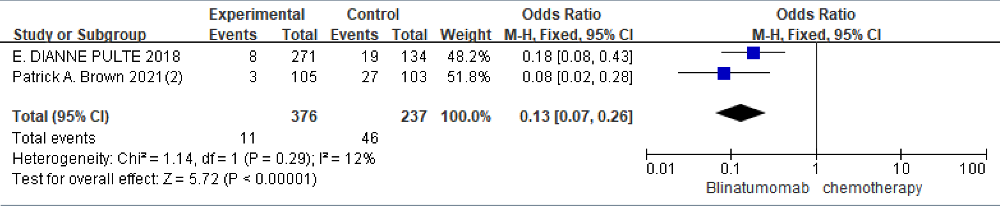 Experimental Control Odds Ratio Odds Ratio
Study or Subgroup Events Total Events Total Weight M-H, Fixed, 95% CI M-H, Fixed, 95% CI
E. DIANNE PULTE 2018 8 271 19 134 48.2% 0.18 [0.08, 0.43]
Patrick A. Brown 2021(2) 3 105 27 103 51.8% 0.08 [0.02, 0.28]
Total (95% CI) 376 237 100.0% 0.13 [0.07, 0.26]
Total events 11 46
Heterogeneity: Chi² = 1.14, df = 1 (P = 0.29); I² = 12%
Test for overall effect: Z = 5.72 (P < 0.00001)
0.01 0.1 1 10 100
Blinatumomab chemotherapy